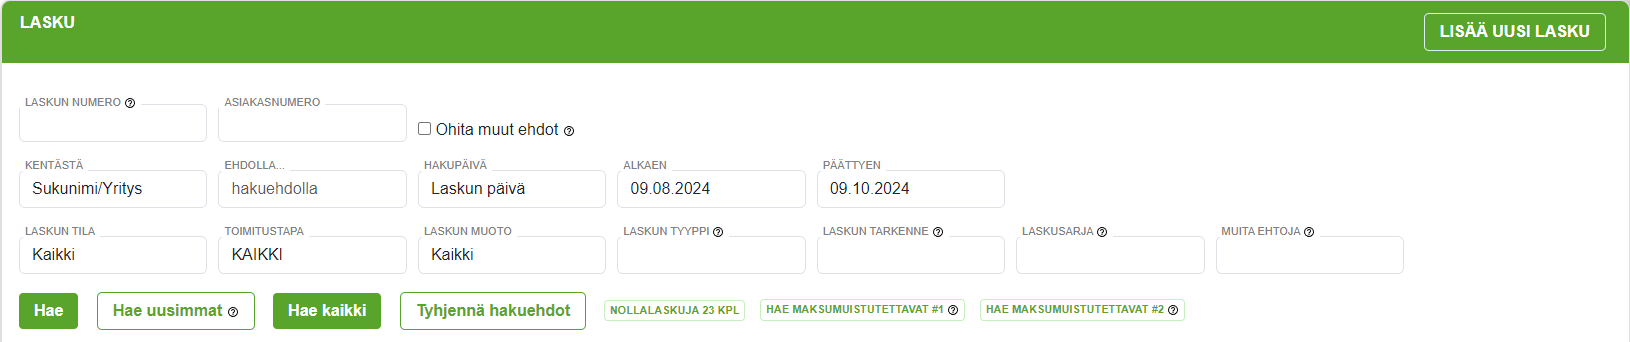 LASKU
LISÄÄ UUSI LASKU
LASKUN NUMERO ASIAKASNUMERO
Ohita muut ehdot
KENTÄSTÄ EHDOLLA... HAKUPÄIVÄ ALKAEN PÄÄTTYEN
Sukunimi/Yritys hakuehdolla Laskun päivä 09.08.2024 09.10.2024
LASKUN TILA TOIMITUSTAPA LASKUN MUOTO LASKUN TYYPPI LASKUN TARKENNE LASKUSARJA MUITA EHTOJA
Kaikki KAIKKI Kaikki
Hae Hae uusimmat Hae kaikki Tyhjennä hakuehdot NOLLALASKUJA 23 KPL HAE MAKSUMUISTUTETTAVAT #1 HAE MAKSUMUISTUTETTAVAT #2